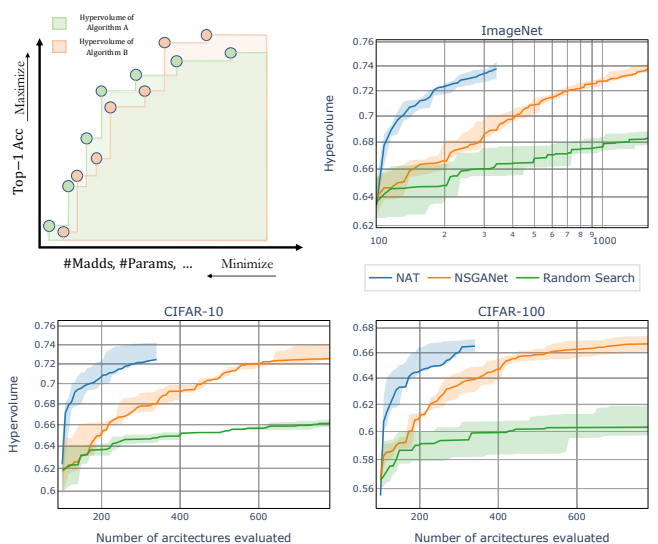 Hypervolume of
Algorithm A
Hypervolume of
Algorithm B
Top-1 Acc
Maximize
#Madds, #Params, ...
Minimize
ImageNet
Hypervolume
0.76
0.74
0.72
0.7
0.68
0.66
0.64
0.62
100
2
3
4
5
6
7
8
9
1000
NAT
NSGANet
Random Search
CIFAR-10
Hypervolume
0.76
0.74
0.72
0.7
0.68
0.66
0.64
0.62
0.6
200
400
600
Number of arcitectures evaluated
CIFAR-100
0.68
0.66
0.64
0.62
0.6
0.58
0.56
200
400
600
Number of arcitectures evaluated